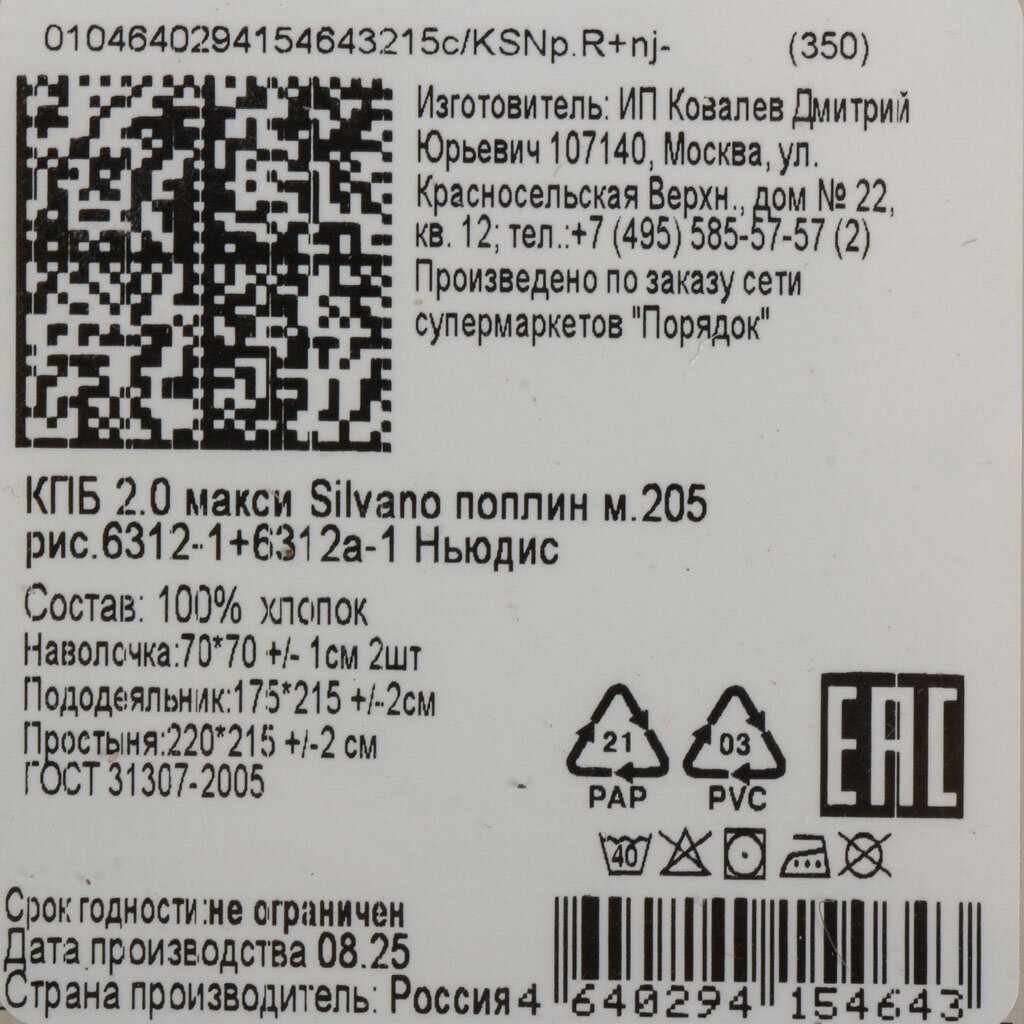 0104640294154643215c/KSNp.R+nj- (350)
Изготовитель: ИП Ковалев Дмитрий
Юрьевич 107140, Москва, ул.
Красносельская Верхн., дом № 22,
кв. 12; тел.:+7 (495) 585-57-57 (2)
Произведено по заказу сети
супермаркетов "Порядок"
КПБ 2.0 макси Silvano поплин м.205
рис.6312-1+6312а-1 Ньюдис
Состав: 100% хлопок
Наволочка:70*70 +/- 1см 2шт
Пододеяльник:175*215 +/-2см
Простыня:220*215 +/-2 см
ГОСТ 31307-2005
21 03
PAP PVC
EAC
40
Срок годности:не ограничен
Дата производства 08.25
Страна производитель: Россия
4 640294 154643